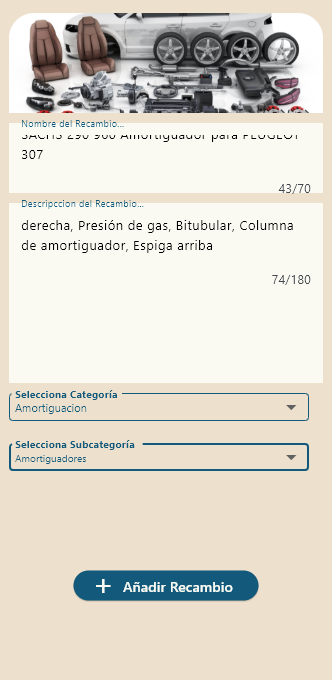 Nombre del Recambio...
SACHS 290 960 Amortiguador para PEUGEOT
307
43/70
Descripccion del Recambio...
derecha, Presión de gas, Bitubular, Columna
de amortiguador, Espiga arriba
74/180
Selecciona Categoría
Amortiguacion
Selecciona Subcategoría
Amortiguadores
Añadir Recambio